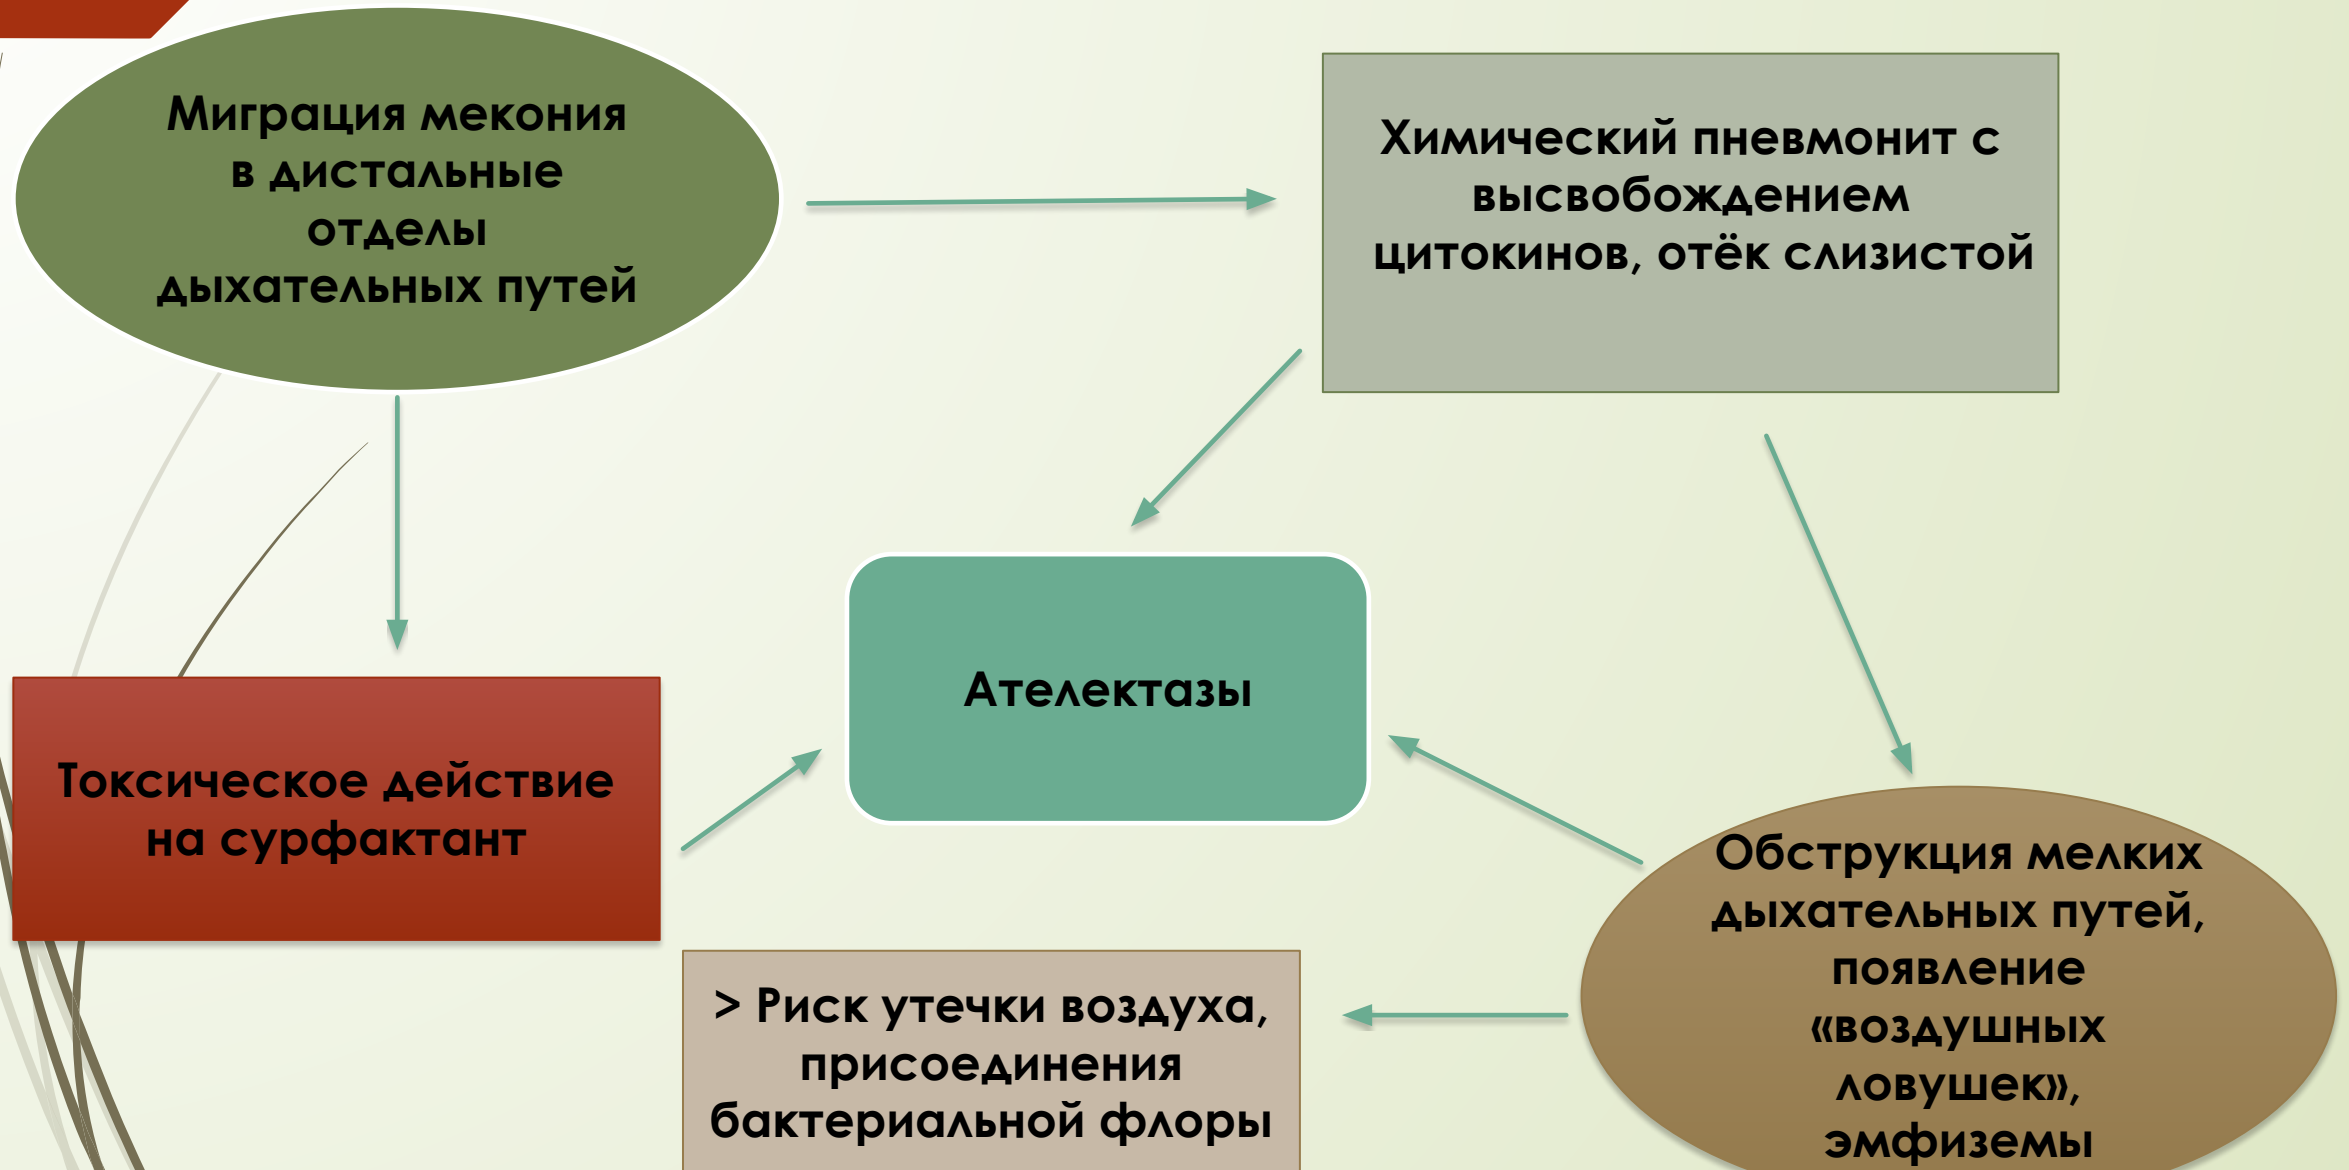 Миграция мекония
в дистальные
отделы
дыхательных путей
Химический пневмонит с
высвобождением
цитокинов, отёк слизистой
Ателектазы
Токсическое действие
на сурфактант
Обструкция мелких
дыхательных путей,
появление
«воздушных
ловушек»,
эмфиземы
> Риск утечки воздуха,
присоединения
бактериальной флоры